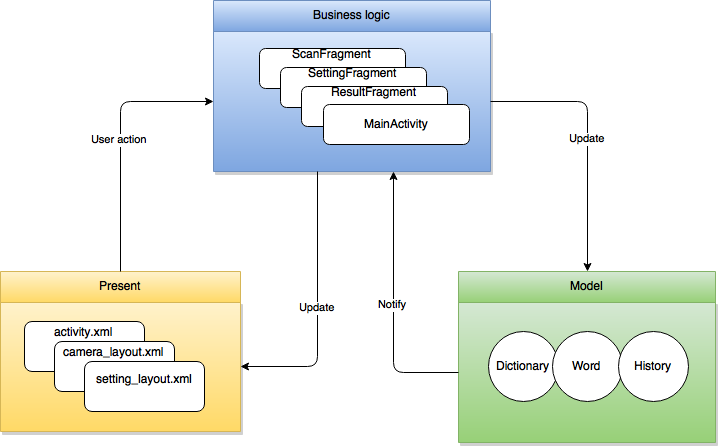 Business logic
ScanFragment
SettingFragment
ResultFragment
MainActivity
User action
Update
Update
Notify
Present
activity.xml
camera_layout.xml
setting_layout.xml
Model
Dictionary
Word
History